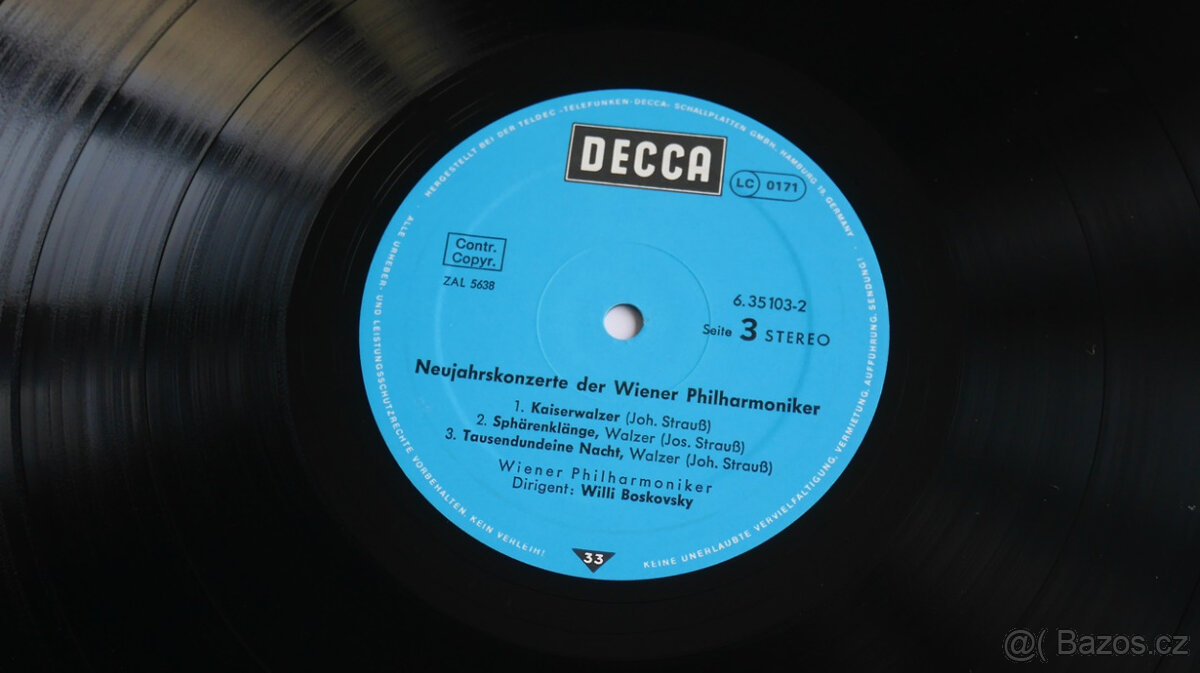 HERGESTELLT BEI DER TELDEC »TELEFUNKEN-DECCA« SCHALLPLATTEN GMBH, HAMBURG 19, GERMANY ·
DECCA
LC 0171
Contr.
Copyr.
ZAL 5638
6.35103-2
Seite 3 STEREO
Neujahrskonzerte der Wiener Philharmoniker
1. Kaiserwalzer (Joh. Strauß)
2. Sphärenklänge, Walzer (Jos. Strauß)
3. Tausendundeine Nacht, Walzer (Joh. Strauß)
Wiener Philharmoniker
Dirigent: Willi Boskovsky
33
ALLE URHEBER- UND LEISTUNGSSCHUTZRECHTE VORBEHALTEN. KEIN VERLEIH!
KEINE UNERLAUBTE VERVIELFÄLTIGUNG, VERMIETUNG, AUFFÜHRUNG, SENDUNG!
@( Bazos.cz